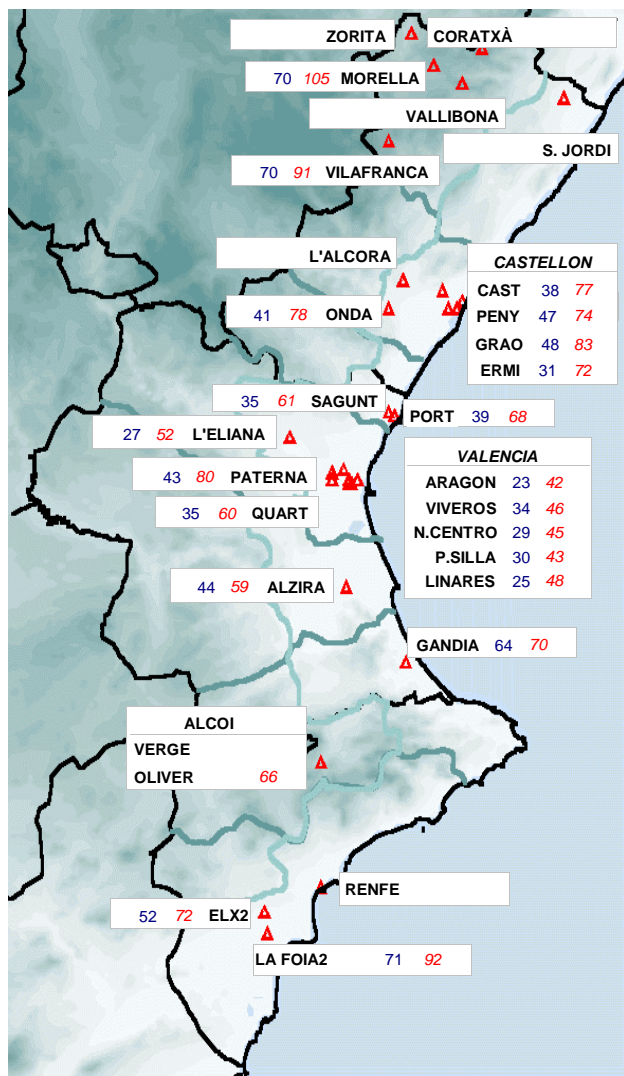 ZORITA CORATXÀ
70 105 MORELLA
VALLIBONA
S. JORDI
70 91 VILAFRANCA
L'ALCORA
CASTELLON
CAST 38 77
PENY 47 74
GRAO 48 83
ERMI 31 72
41 78 ONDA
35 61 SAGUNT
PORT 39 68
27 52 L'ELIANA
43 80 PATERNA
35 60 QUART
VALENCIA
ARAGON 23 42
VIVEROS 34 46
N.CENTRO 29 45
P.SILLA 30 43
LINARES 25 48
44 59 ALZIRA
GANDIA 64 70
ALCOI
VERGE
OLIVER 66
RENFE
52 72 ELX2
LA FOIA2 71 92